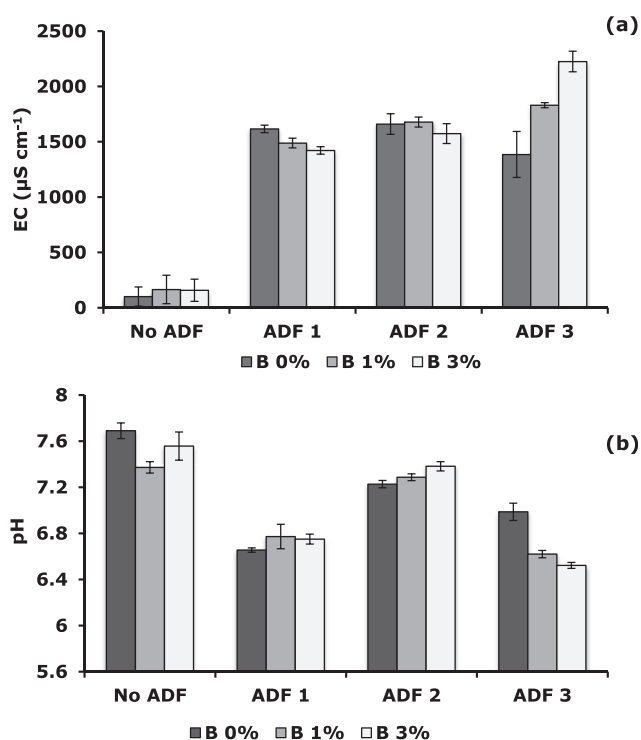 (a)
2500
2000
1500
1000
500
0
EC (µS cm⁻¹)
No ADF ADF 1 ADF 2 ADF 3
B 0% B 1% B 3%
(b)
8
7.6
7.2
6.8
6.4
6
5.6
pH
No ADF ADF 1 ADF 2 ADF 3
B 0% B 1% B 3%